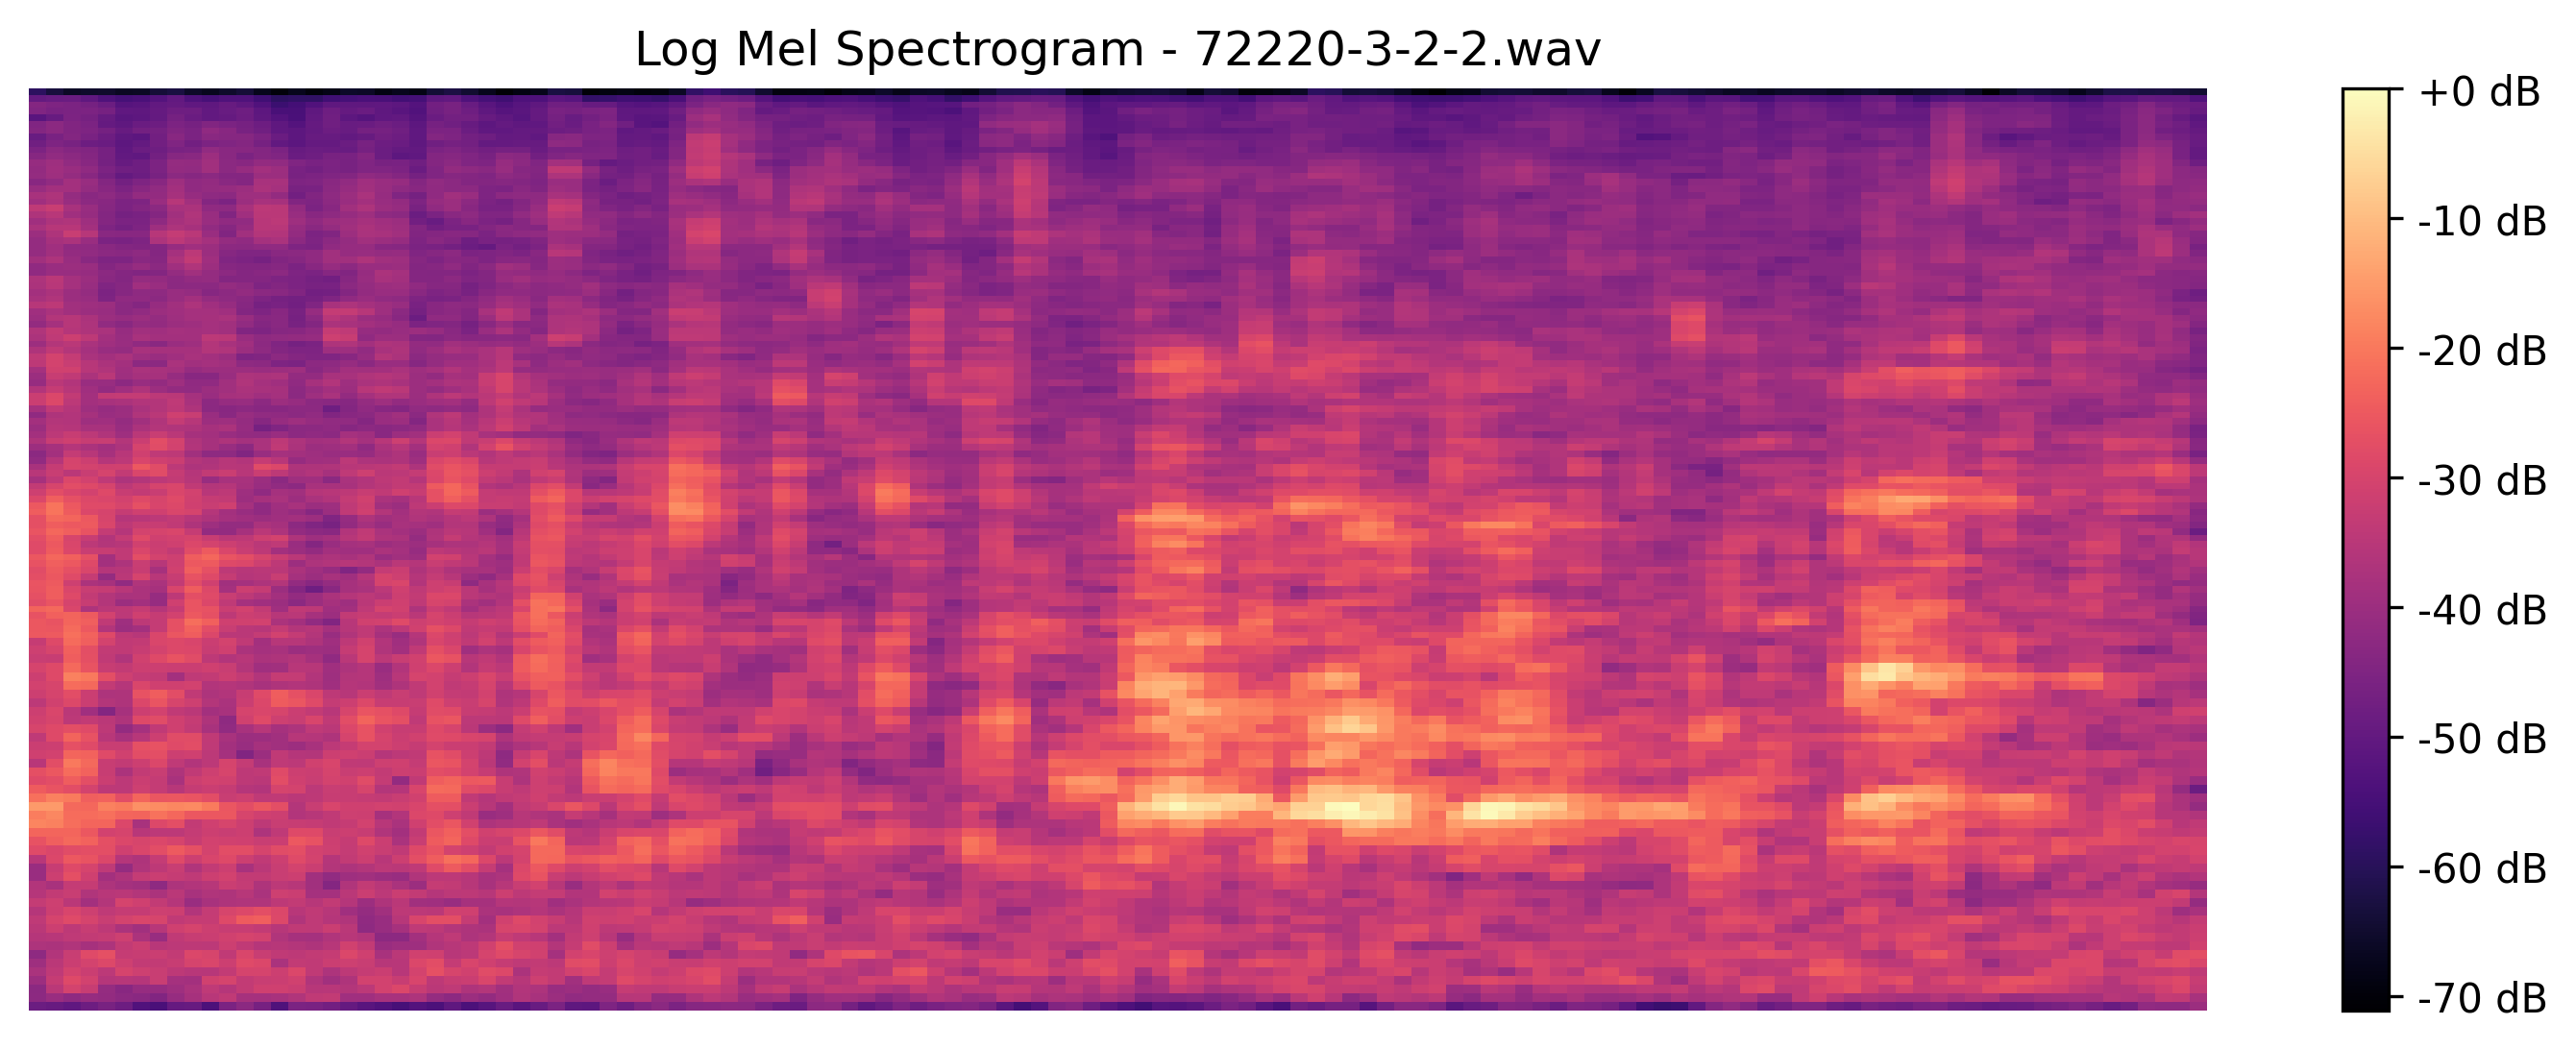 Log Mel Spectrogram - 72220-3-2-2.wav
+0 dB
-10 dB
-20 dB
-30 dB
-40 dB
-50 dB
-60 dB
-70 dB